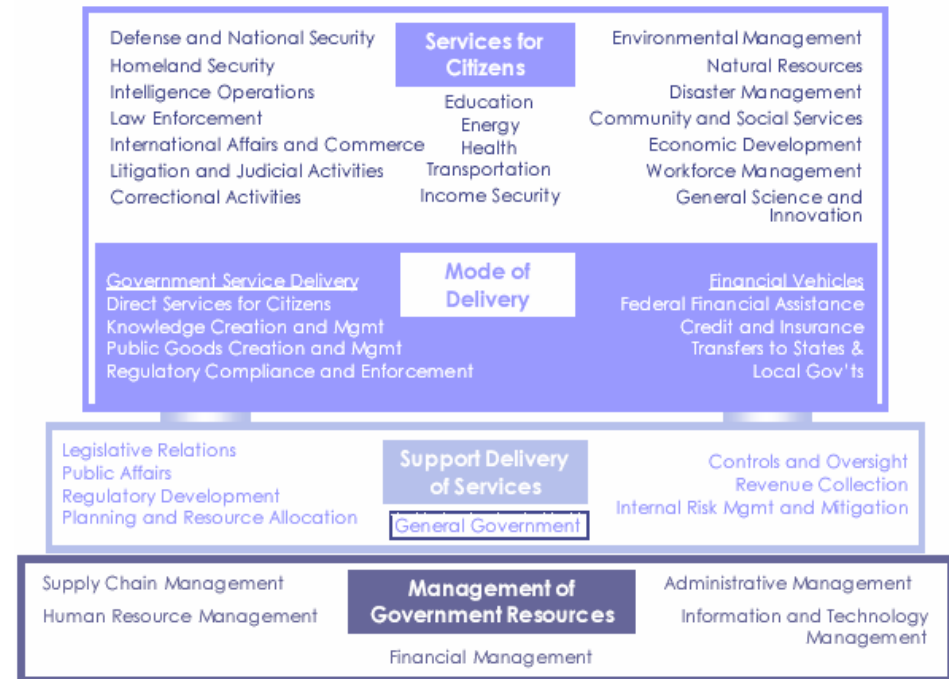 Services for
Citizens
Defense and National Security
Homeland Security
Intelligence Operations
Law Enforcement
International Affairs and Commerce
Litigation and Judicial Activities
Correctional Activities
Education
Energy
Health
Transportation
Income Security
Environmental Management
Natural Resources
Disaster Management
Community and Social Services
Economic Development
Workforce Management
General Science and
Innovation
Mode of
Delivery
Government Service Delivery
Direct Services for Citizens
Knowledge Creation and Mgmt
Public Goods Creation and Mgmt
Regulatory Compliance and Enforcement
Financial Vehicles
Federal Financial Assistance
Credit and Insurance
Transfers to States &
Local Gov'ts
Support Delivery
of Services
Legislative Relations
Public Affairs
Regulatory Development
Planning and Resource Allocation
General Government
Controls and Oversight
Revenue Collection
Internal Risk Mgmt and Mitigation
Management of
Government Resources
Supply Chain Management
Human Resource Management
Financial Management
Administrative Management
Information and Technology
Management